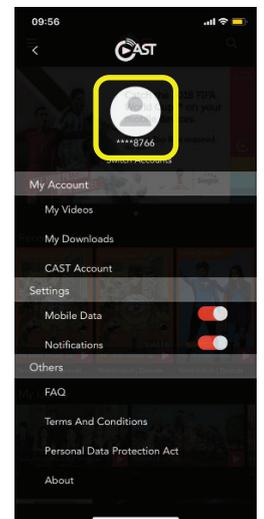 09:56
CAST
****8766
Switch Accounts
My Account
My Videos
My Downloads
CAST Account
Settings
Mobile Data
Notifications
Others
FAQ
Terms And Conditions
Personal Data Protection Act
About